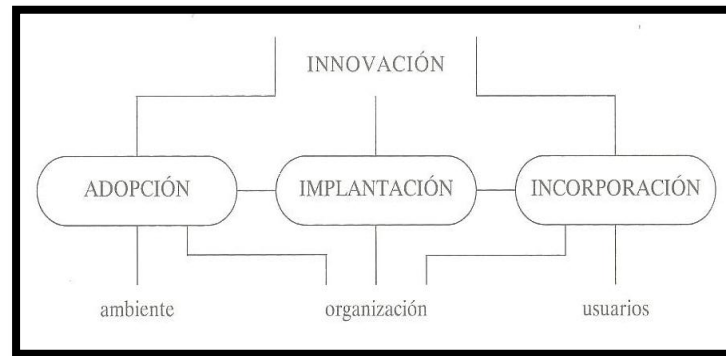 INNOVACIÓN
ADOPCIÓN IMPLANTACIÓN INCORPORACIÓN
ambiente organización usuarios